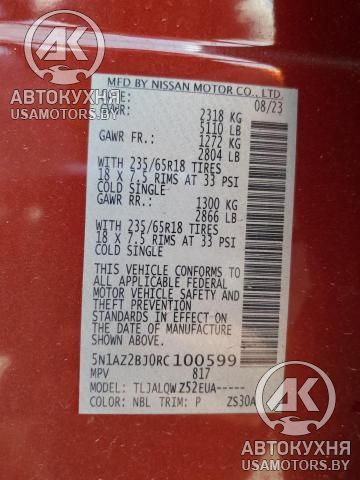 АК
АВТОКУХНЯ
USAMOTORS.BY
MFD BY NISSAN MOTOR CO., LTD.
08/23
GVWR: 2318 KG
5110 LB
GAWR FR.: 1272 KG
2804 LB
WITH 235/65R18 TIRES
18 X 7.5 RIMS AT 33 PSI
COLD SINGLE
GAWR RR.: 1300 KG
2866 LB
WITH 235/65R18 TIRES
18 X 7.5 RIMS AT 33 PSI
COLD SINGLE
THIS VEHICLE CONFORMS TO
ALL APPLICABLE FEDERAL
MOTOR VEHICLE SAFETY AND
THEFT PREVENTION
STANDARDS IN EFFECT ON
THE DATE OF MANUFACTURE
SHOWN ABOVE.
5N1AZ2BJ0RC100599
MPV 817
MODEL: TLJALQWZ52EUA-----
COLOR: NBL TRIM: P ZS30A
АК
АВТОКУХНЯ
USAMOTORS.BY